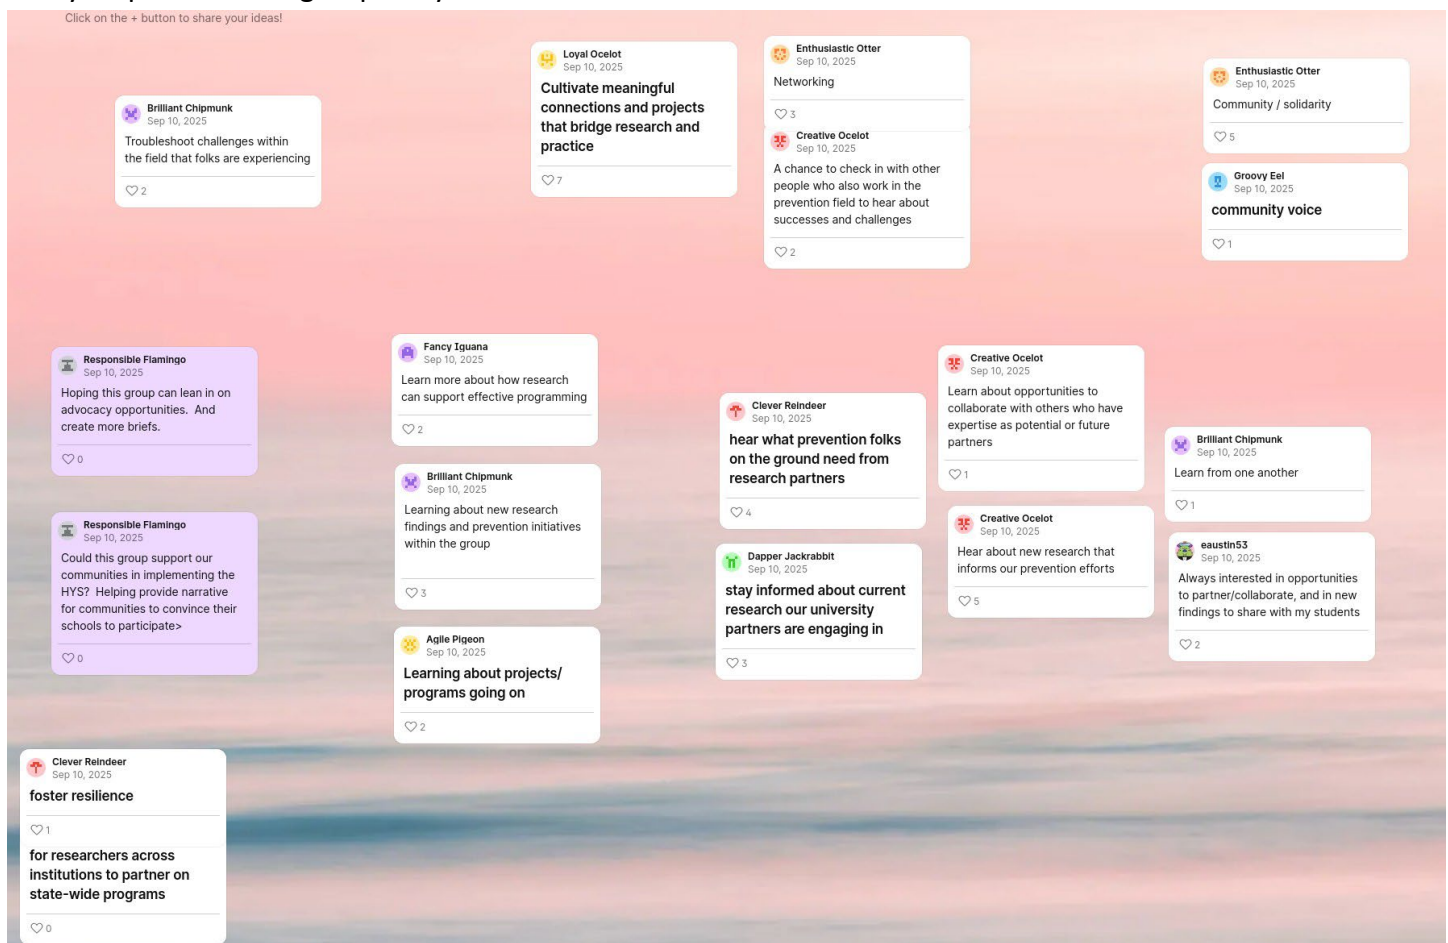 Click on the + button to share your ideas!
Brilliant Chipmunk
Sep 10, 2025
Troubleshoot challenges within
the field that folks are experiencing
2
Loyal Ocelot
Sep 10, 2025
Cultivate meaningful
connections and projects
that bridge research and
practice
7
Enthusiastic Otter
Sep 10, 2025
Networking
3
Creative Ocelot
Sep 10, 2025
A chance to check in with other
people who also work in the
prevention field to hear about
successes and challenges
2
Enthusiastic Otter
Sep 10, 2025
Community / solidarity
5
Groovy Eel
Sep 10, 2025
community voice
1
Responsible Flamingo
Sep 10, 2025
Hoping this group can lean in on
advocacy opportunities. And
create more briefs.
0
Responsible Flamingo
Sep 10, 2025
Could this group support our
communities in implementing the
HYS? Helping provide narrative
for communities to convince their
schools to participate>
0
Fancy Iguana
Sep 10, 2025
Learn more about how research
can support effective programming
2
Brilliant Chipmunk
Sep 10, 2025
Learning about new research
findings and prevention initiatives
within the group
3
Agile Pigeon
Sep 10, 2025
Learning about projects/
programs going on
2
Clever Reindeer
Sep 10, 2025
hear what prevention folks
on the ground need from
research partners
4
Dapper Jackrabbit
Sep 10, 2025
stay informed about current
research our university
partners are engaging in
3
Creative Ocelot
Sep 10, 2025
Learn about opportunities to
collaborate with others who have
expertise as potential or future
partners
1
Creative Ocelot
Sep 10, 2025
Hear about new research that
informs our prevention efforts
5
Brilliant Chipmunk
Sep 10, 2025
Learn from one another
1
eaustin53
Sep 10, 2025
Always interested in opportunities
to partner/collaborate, and in new
findings to share with my students
2
Clever Reindeer
Sep 10, 2025
foster resilience
1
for researchers across
institutions to partner on
state-wide programs
0